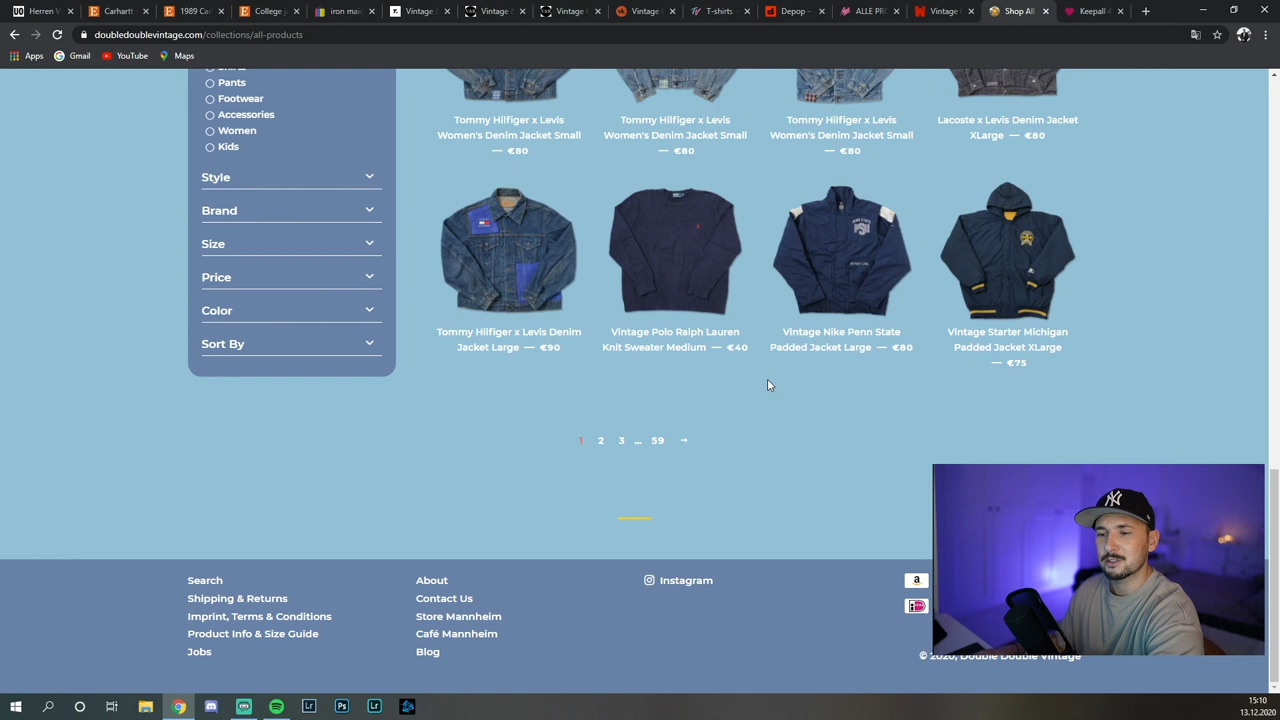 Herren V
Carhartt
1989 Car
College j
iron mai
Vintage J
Vintage
Vintage C
Vintage C
T-shirts
Depop –
ALLE PRO
Vintage C
Shop All
Keepall 4
doubledoublevintage.com/collections/all-products
Apps
Gmail
YouTube
Maps
Pants
Footwear
Accessories
Women
Kids
Style
Brand
Size
Price
Color
Sort By
Tommy Hilfiger x Levis
Women's Denim Jacket Small
— €80
Tommy Hilfiger x Levis
Women's Denim Jacket Small
— €80
Tommy Hilfiger x Levis
Women's Denim Jacket Small
— €80
Lacoste x Levis Denim Jacket
XLarge — €80
Tommy Hilfiger x Levis Denim
Jacket Large — €90
Vintage Polo Ralph Lauren
Knit Sweater Medium — €40
PENN STATE
PSU
Vintage Nike Penn State
Padded Jacket Large — €80
Vintage Starter Michigan
Padded Jacket XLarge
— €75
1 2 3 … 59 →
Search
Shipping & Returns
Imprint, Terms & Conditions
Product Info & Size Guide
Jobs
About
Contact Us
Store Mannheim
Café Mannheim
Blog
Instagram
© 2020, Double Double Vintage
15:10
13.12.2020